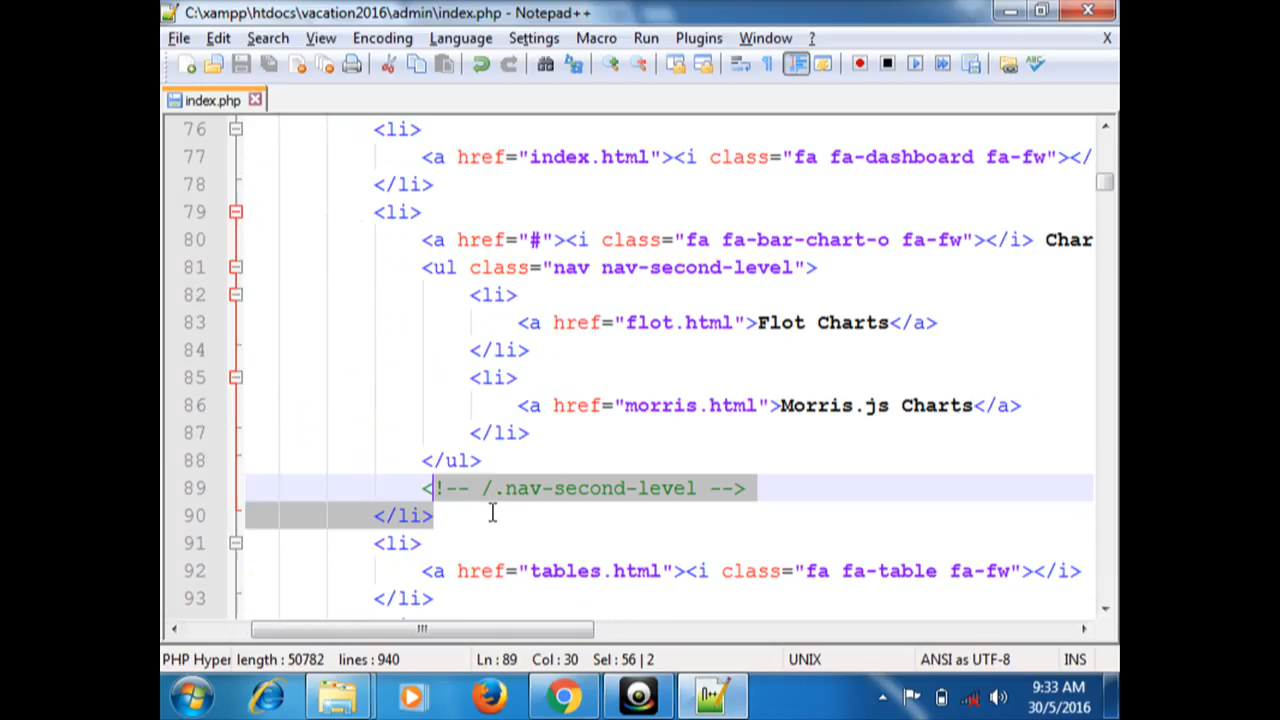 C:\xampp\htdocs\vacation2016\admin\index.php - Notepad++
File Edit Search View Encoding Language Settings Macro Run Plugins Window ? X
index.php
76 <li>
77 <a href="index.html"><i class="fa fa-dashboard fa-fw"></
78 </li>
79 <li>
80 <a href="#"><i class="fa fa-bar-chart-o fa-fw"></i> Char
81 <ul class="nav nav-second-level">
82 <li>
83 <a href="flot.html">Flot Charts</a>
84 </li>
85 <li>
86 <a href="morris.html">Morris.js Charts</a>
87 </li>
88 </ul>
89 <!-- /.nav-second-level -->
90 </li>
91 <li>
92 <a href="tables.html"><i class="fa fa-table fa-fw"></i>
93 </li>
PHP Hyper length : 50782 lines : 940 Ln : 89 Col : 30 Sel : 56 | 2 UNIX ANSI as UTF-8 INS
9:33 AM
30/5/2016